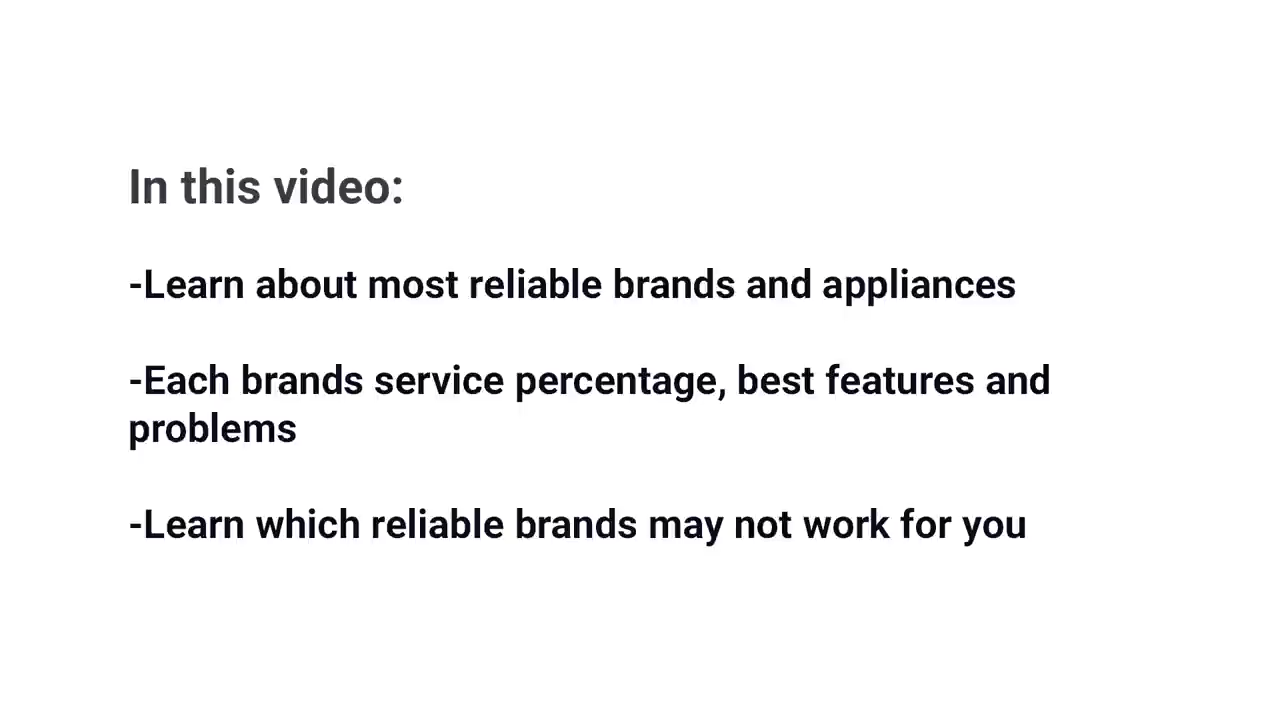 In this video:
-Learn about most reliable brands and appliances
-Each brands service percentage, best features and
problems
-Learn which reliable brands may not work for you